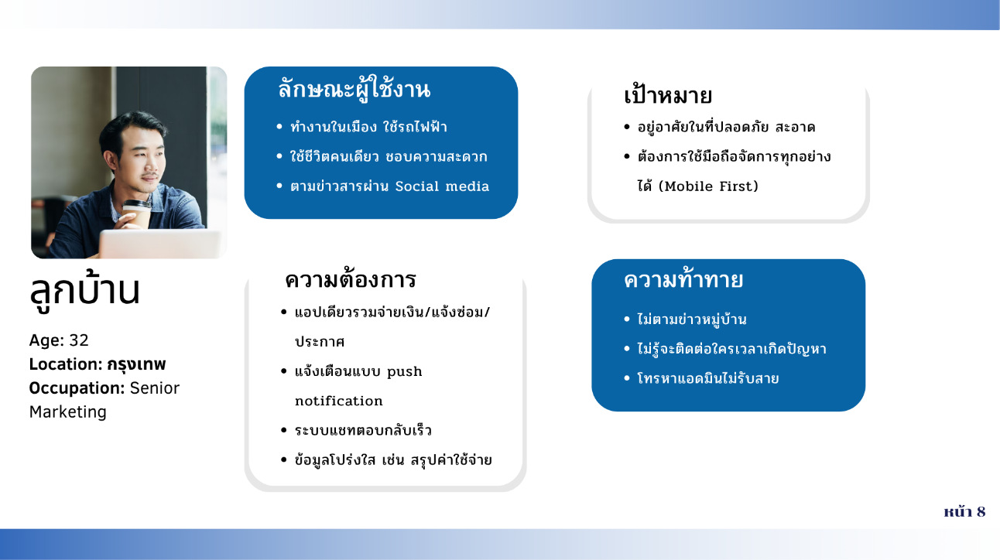 ลูกบ้าน
Age: 32
Location: กรุงเทพ
Occupation: Senior
Marketing
ลักษณะผู้ใช้งาน
• ทำงานในเมือง ใช้รถไฟฟ้า
• ใช้ชีวิตคนเดียว ชอบความสะดวก
• ตามข่าวสารผ่าน Social media
เป้าหมาย
• อยู่อาศัยในที่ปลอดภัย สะอาด
• ต้องการใช้มือถือจัดการทุกอย่าง
ได้ (Mobile First)
ความต้องการ
• แอปเดียวรวมจ่ายเงิน/แจ้งซ่อม/
ประกาศ
• แจ้งเตือนแบบ push
notification
• ระบบแชทตอบกลับเร็ว
• ข้อมูลโปร่งใส เช่น สรุปค่าใช้จ่าย
ความท้าทาย
• ไม่ตามข่าวหมู่บ้าน
• ไม่รู้จะติดต่อใครเวลาเกิดปัญหา
• โทรหาแอดมินไม่รับสาย
หน้า 8